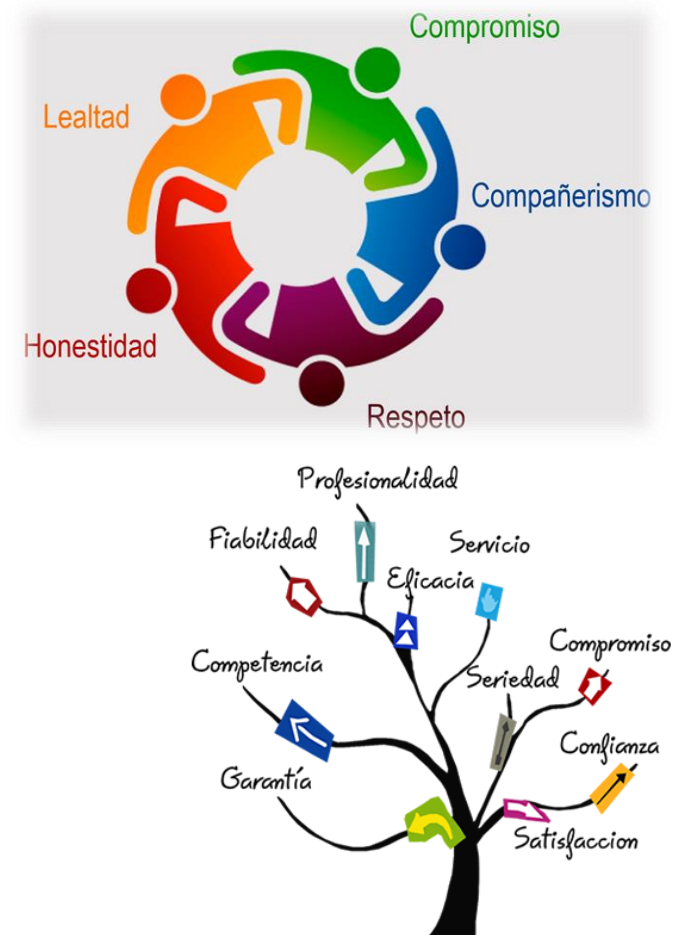 Compromiso
Lealtad
Compañerismo
Honestidad
Respeto
Profesionalidad
Fiabilidad
Servicio
Eficacia
Compromiso
Competencia
Seriedad
Confianza
Garantía
Satisfaccion